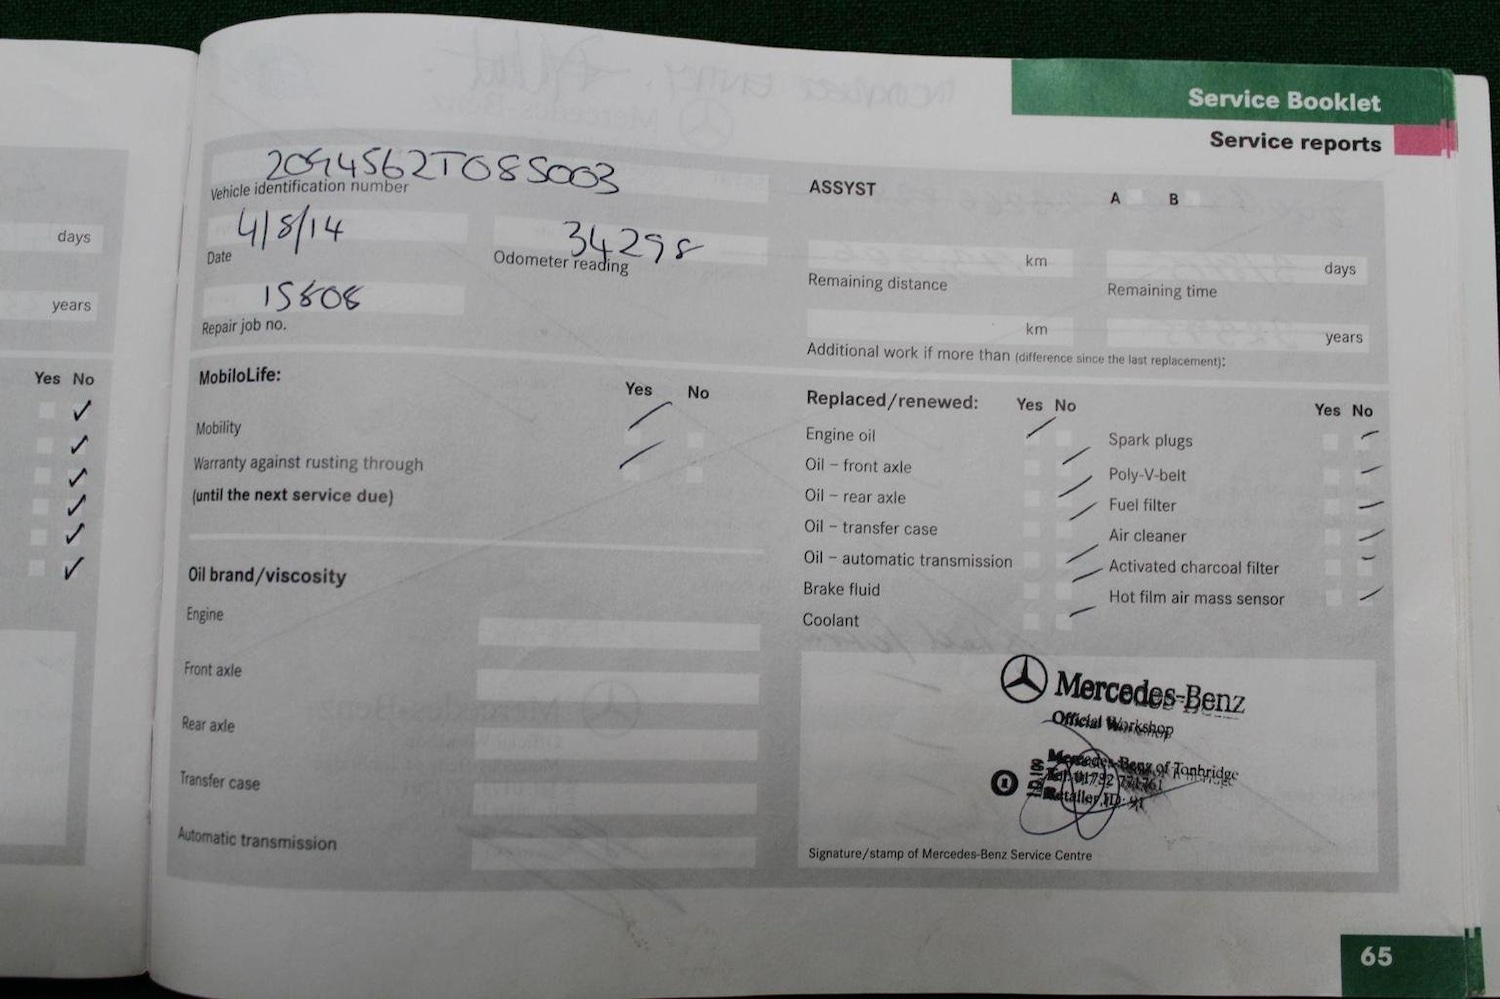 Service Booklet
Service reports
2094562T085003
Vehicle identification number
4/8/14
Date
34298
Odometer reading
15808
Repair job no.
ASSYST
A B
km
Remaining distance
days
Remaining time
km
years
Additional work if more than (difference since the last replacement):
days
years
Yes No
MobiloLife:
Yes No
Mobility
Warranty against rusting through
(until the next service due)
Oil brand/viscosity
Engine
Front axle
Rear axle
Transfer case
Automatic transmission
Replaced/renewed: Yes No
Engine oil
Oil – front axle
Oil – rear axle
Oil – transfer case
Oil – automatic transmission
Brake fluid
Coolant
Yes No
Spark plugs
Poly-V-belt
Fuel filter
Air cleaner
Activated charcoal filter
Hot film air mass sensor
Mercedes-Benz
Official Workshop
Mercedes-Benz of Tonbridge
Tel: 01732 771761
Retailer ID: 91
Signature/stamp of Mercedes-Benz Service Centre
65